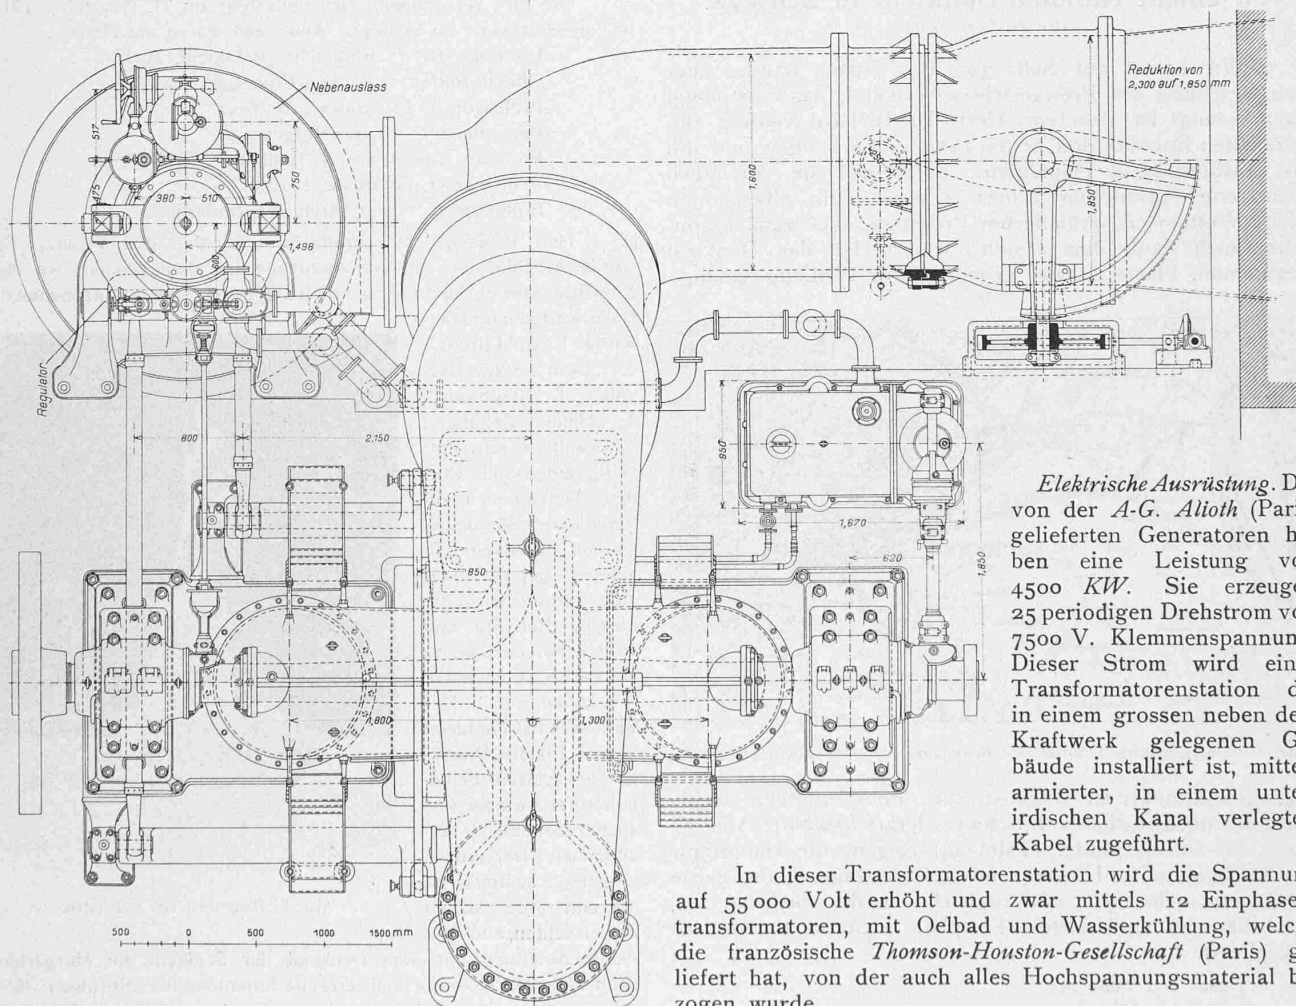 Nebenauslass
Reduktion von
2,300 auf 1,850 mm
517
475
380
510
750
1,498
600
1,600
1,850
Regulator
800
2,150
950
1,670
620
1,850
850
1,800
1,300
500 0 500 1000 1500 mm
Elektrische Ausrüstung. D
von der A-G. Alioth (Pari
gelieferten Generatoren h
ben eine Leistung vo
4500 KW. Sie erzeuge
25 periodigen Drehstrom vo
7500 V. Klemmenspannun
Dieser Strom wird ein
Transformatorenstation d
in einem grossen neben de
Kraftwerk gelegenen G
bäude installiert ist, mitte
armierter, in einem unte
irdischen Kanal verlegte
Kabel zugeführt.
In dieser Transformatorenstation wird die Spannun
auf 55 000 Volt erhöht und zwar mittels 12 Einphase
transformatoren, mit Oelbad und Wasserkühlung, welc
die französische Thomson-Houston-Gesellschaft (Paris) g
liefert hat, von der auch alles Hochspannungsmaterial b
zogen wurde